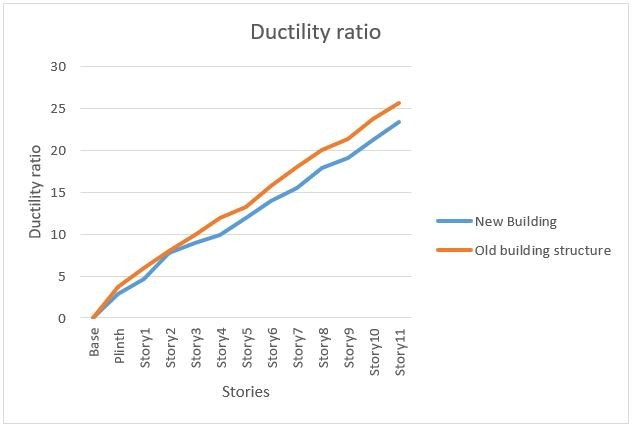 Ductility ratio
30
25
20
15
10
5
0
Ductility ratio
Base
Plinth
Story1
Story2
Story3
Story4
Story5
Story6
Story7
Story8
Story9
Story10
Story11
Stories
New Building
Old building structure